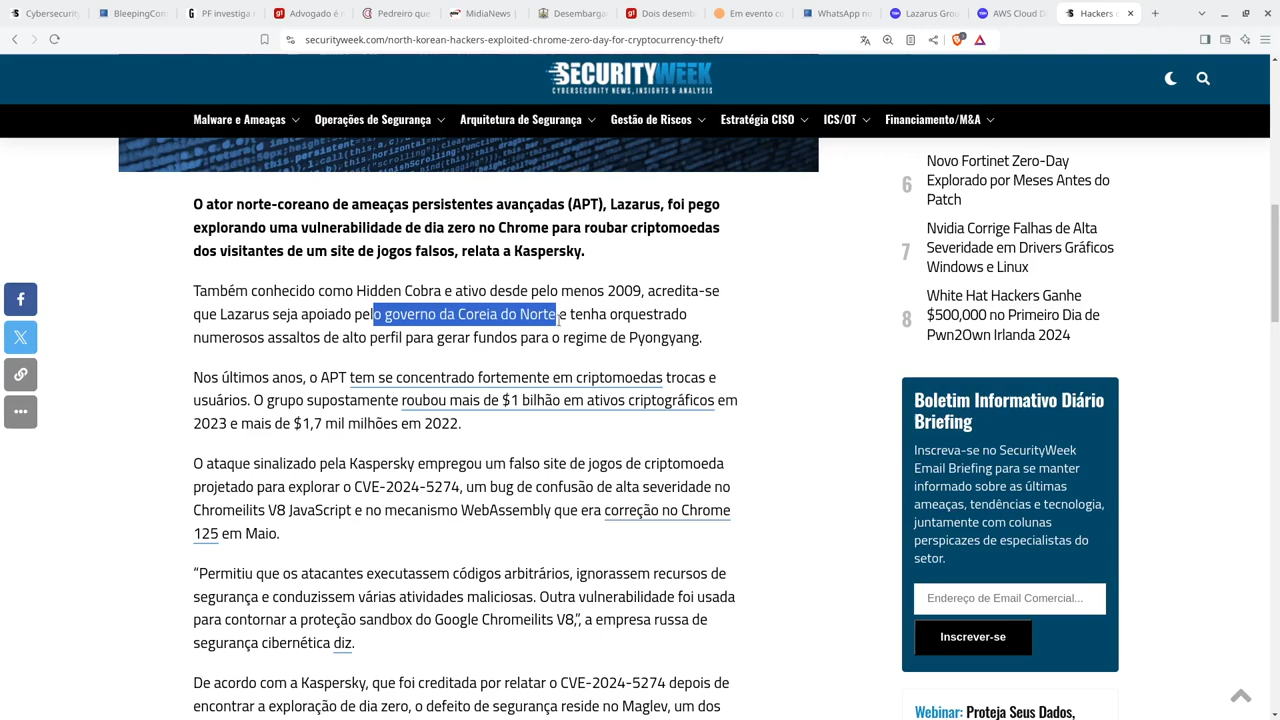 Cybersecurity
BleepingCom
PF investiga
Advogado é
Pedreiro que
MidiaNews |
Desembarga
Dois desemb
Em evento co
WhatsApp no
Lazarus Grou
AWS Cloud D
Hackers
securityweek.com/north-korean-hackers-exploited-chrome-zero-day-for-cryptocurrency-theft/
SECURITYWEEK
CYBERSECURITY NEWS, INSIGHTS & ANALYSIS
Malware e Ameaças
Operações de Segurança
Arquitetura de Segurança
Gestão de Riscos
Estratégia CISO
ICS/OT
Financiamento/M&A
O ator norte-coreano de ameaças persistentes avançadas (APT), Lazarus, foi pego
explorando uma vulnerabilidade de dia zero no Chrome para roubar criptomoedas
dos visitantes de um site de jogos falsos, relata a Kaspersky.
Também conhecido como Hidden Cobra e ativo desde pelo menos 2009, acredita-se
que Lazarus seja apoiado pelo governo da Coreia do Norte e tenha orquestrado
numerosos assaltos de alto perfil para gerar fundos para o regime de Pyongyang.
Nos últimos anos, o APT tem se concentrado fortemente em criptomoedas trocas e
usuários. O grupo supostamente roubou mais de $1 bilhão em ativos criptográficos em
2023 e mais de $1,7 mil milhões em 2022.
O ataque sinalizado pela Kaspersky empregou um falso site de jogos de criptomoeda
projetado para explorar o CVE-2024-5274, um bug de confusão de alta severidade no
Chromeilits V8 JavaScript e no mecanismo WebAssembly que era correção no Chrome
125 em Maio.
“Permitiu que os atacantes executassem códigos arbitrários, ignorassem recursos de
segurança e conduzissem várias atividades maliciosas. Outra vulnerabilidade foi usada
para contornar a proteção sandbox do Google Chromeilits V8,”, a empresa russa de
segurança cibernética diz.
De acordo com a Kaspersky, que foi creditada por relatar o CVE-2024-5274 depois de
encontrar a exploração de dia zero, o defeito de segurança reside no Maglev, um dos
6
Novo Fortinet Zero-Day
Explorado por Meses Antes do
Patch
7
Nvidia Corrige Falhas de Alta
Severidade em Drivers Gráficos
Windows e Linux
8
White Hat Hackers Ganhe
$500,000 no Primeiro Dia de
Pwn2Own Irlanda 2024
Boletim Informativo Diário
Briefing
Inscreva-se no SecurityWeek
Email Briefing para se manter
informado sobre as últimas
ameaças, tendências e tecnologia,
juntamente com colunas
perspicazes de especialistas do
setor.
Endereço de Email Comercial...
Inscrever-se
Webinar: Proteja Seus Dados,